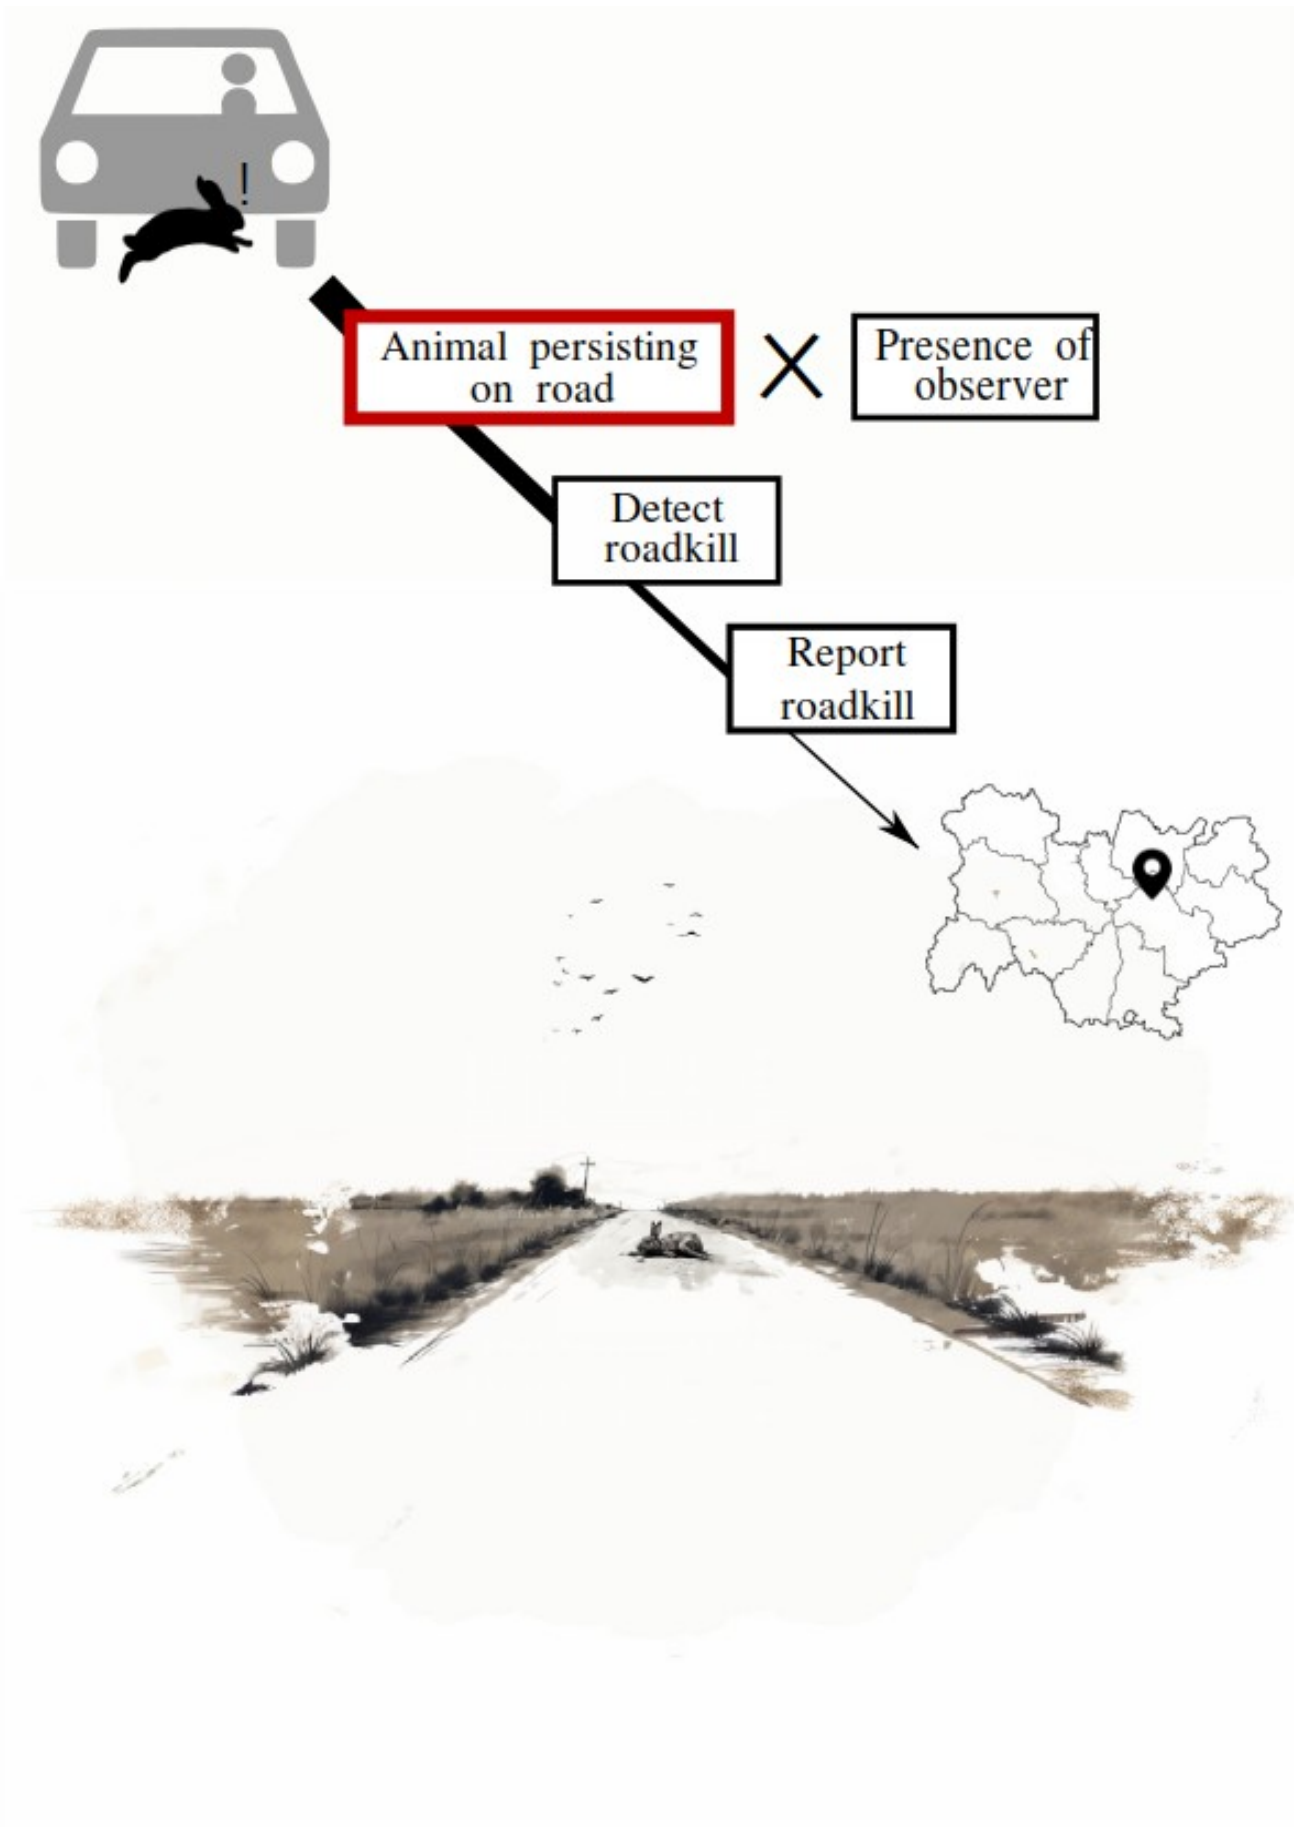 !
Animal persisting
on road
Presence of
observer
Detect
roadkill
Report
roadkill